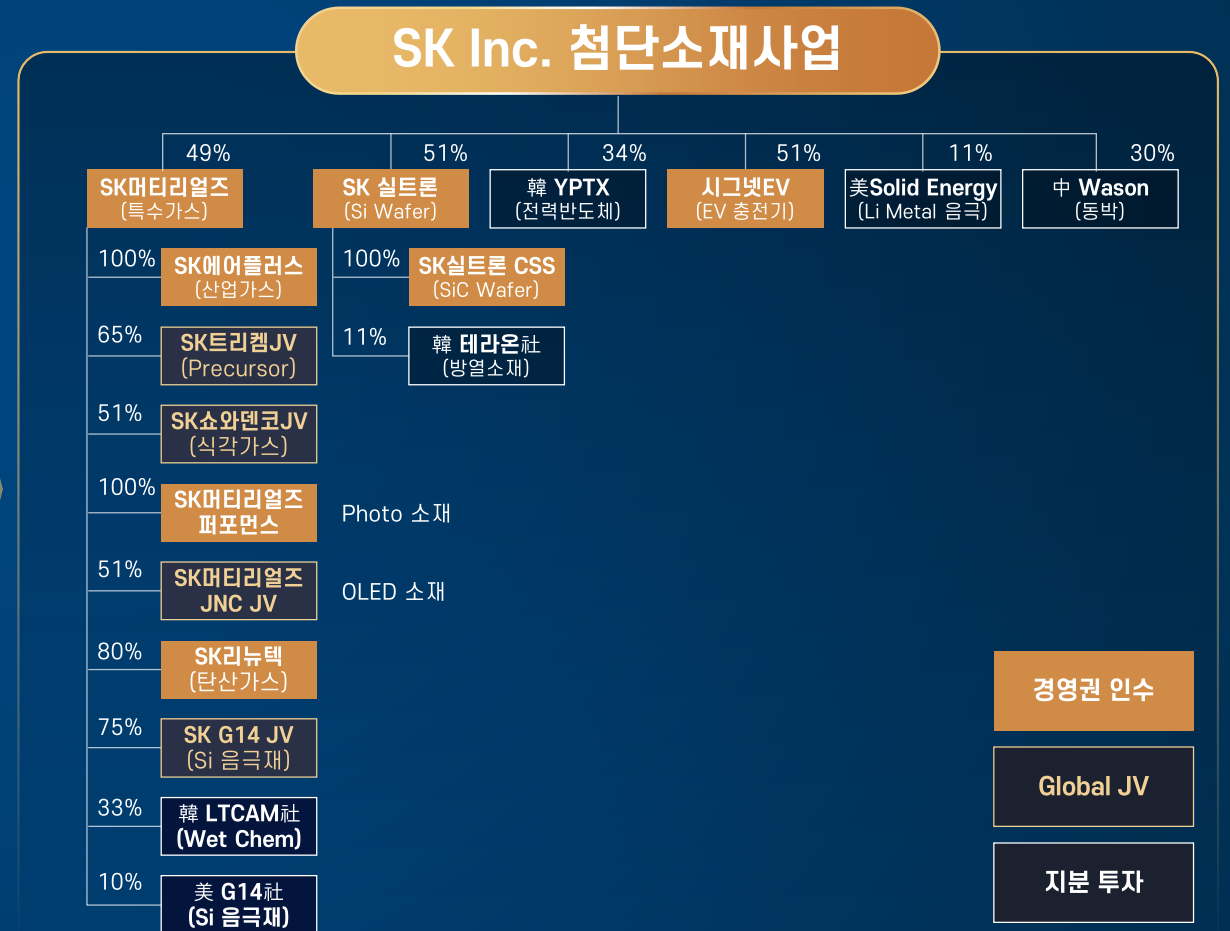 SK Inc. 첨단소재사업
49%
SK머티리얼즈
(특수가스)
51%
SK 실트론
(Si Wafer)
34%
韓 YPTX
(전력반도체)
51%
시그넷EV
(EV 충전기)
11%
美Solid Energy
(Li Metal 음극)
30%
中 Wason
(동박)
100%
SK에어플러스
(산업가스)
65%
SK트리켐JV
(Precursor)
51%
SK쇼와덴코JV
(식각가스)
100%
SK머티리얼즈
퍼포먼스
Photo 소재
51%
SK머티리얼즈
JNC JV
OLED 소재
80%
SK리뉴텍
(탄산가스)
75%
SK G14 JV
(Si 음극재)
33%
韓 LTCAM社
(Wet Chem)
10%
美 G14社
(Si 음극재)
100%
SK실트론 CSS
(SiC Wafer)
11%
韓 테라온社
(방열소재)
경영권 인수
Global JV
지분 투자